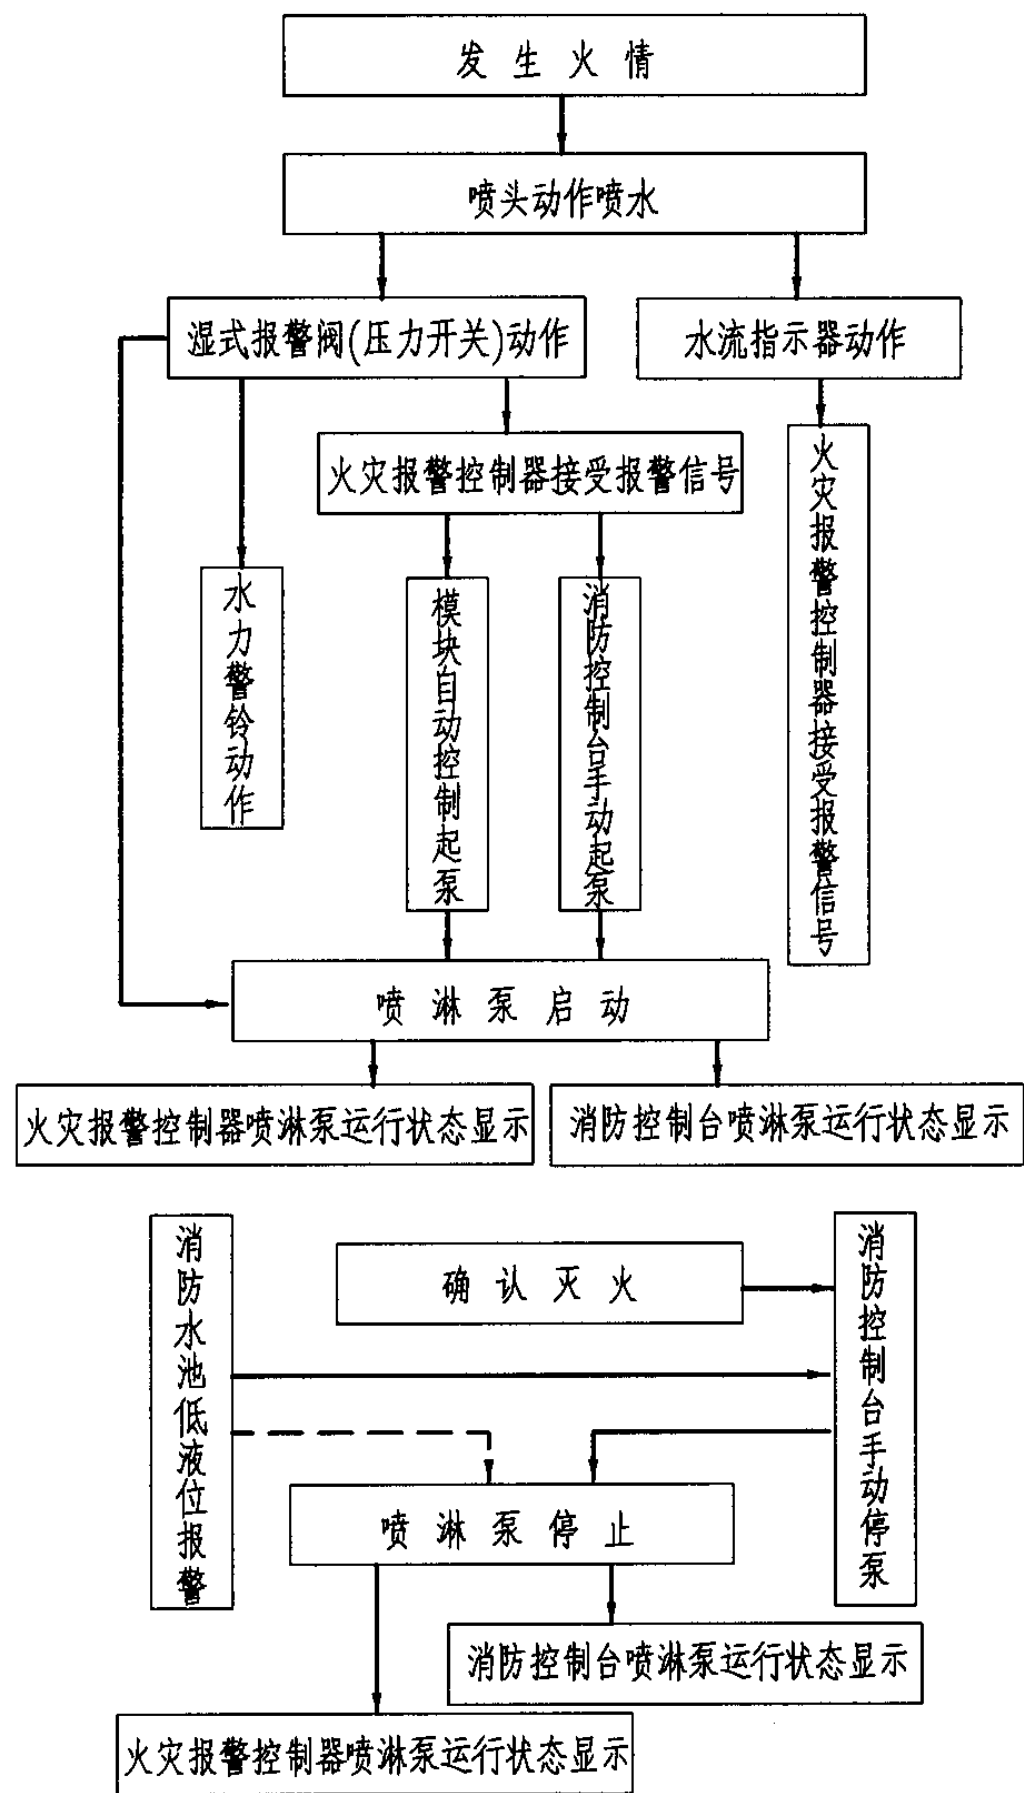 发生火情
喷头动作喷水
湿式报警阀(压力开关)动作
水流指示器动作
火灾报警控制器接受报警信号
火灾报警控制器接受报警信号
水力警铃动作
模块自动控制起泵
消防控制台手动起泵
喷淋泵启动
火灾报警控制器喷淋泵运行状态显示
消防控制台喷淋泵运行状态显示
消防水池低液位报警
确认灭火
消防控制台手动停泵
喷淋泵停止
消防控制台喷淋泵运行状态显示
火灾报警控制器喷淋泵运行状态显示